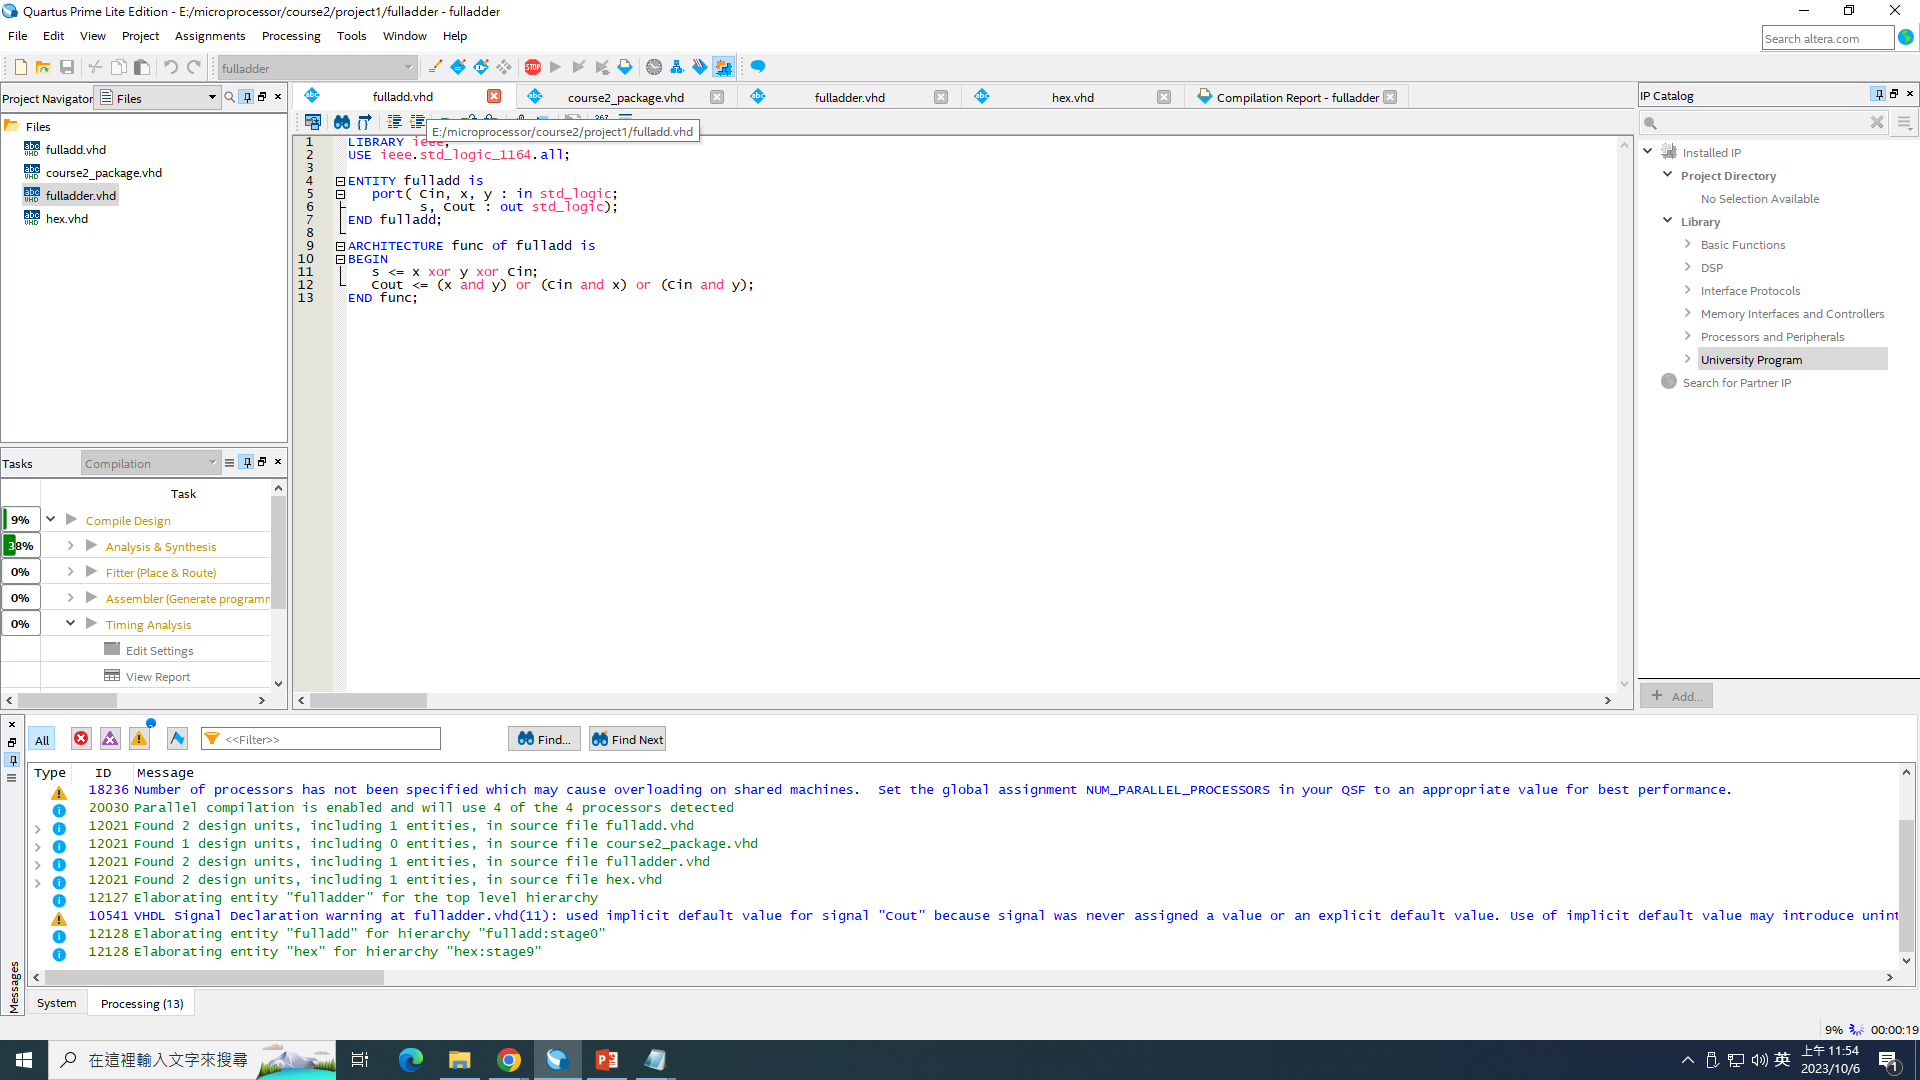 Quartus Prime Lite Edition - E:/microprocessor/course2/project1/fulladder - fulladder
File Edit View Project Assignments Processing Tools Window Help
Search altera.com
fulladder
STOP
Project Navigator Files
Files
fulladd.vhd
course2_package.vhd
fulladder.vhd
hex.vhd
fulladd.vhd course2_package.vhd fulladder.vhd hex.vhd Compilation Report - fulladder
E:/microprocessor/course2/project1/fulladd.vhd
1 LIBRARY ieee;
2 USE ieee.std_logic_1164.all;
3
4 ENTITY fulladd is
5 port( Cin, x, y : in std_logic;
6 s, Cout : out std_logic);
7 END fulladd;
8
9 ARCHITECTURE func of fulladd is
10 BEGIN
11 s <= x xor y xor Cin;
12 Cout <= (x and y) or (Cin and x) or (Cin and y);
13 END func;
IP Catalog
Installed IP
Project Directory
No Selection Available
Library
Basic Functions
DSP
Interface Protocols
Memory Interfaces and Controllers
Processors and Peripherals
University Program
Search for Partner IP
+ Add...
Tasks Compilation
Task
9% Compile Design
38% Analysis & Synthesis
0% Fitter (Place & Route)
0% Assembler (Generate programm
0% Timing Analysis
Edit Settings
View Report
Messages
All <<Filter>> Find... Find Next
Type ID Message
18236 Number of processors has not been specified which may cause overloading on shared machines. Set the global assignment NUM_PARALLEL_PROCESSORS in your QSF to an appropriate value for best performance.
20030 Parallel compilation is enabled and will use 4 of the 4 processors detected
12021 Found 2 design units, including 1 entities, in source file fulladd.vhd
12021 Found 1 design units, including 0 entities, in source file course2_package.vhd
12021 Found 2 design units, including 1 entities, in source file fulladder.vhd
12021 Found 2 design units, including 1 entities, in source file hex.vhd
12127 Elaborating entity "fulladder" for the top level hierarchy
10541 VHDL Signal Declaration warning at fulladder.vhd(11): used implicit default value for signal "Cout" because signal was never assigned a value or an explicit default value. Use of implicit default value may introduce unint
12128 Elaborating entity "fulladd" for hierarchy "fulladd:stage0"
12128 Elaborating entity "hex" for hierarchy "hex:stage9"
System Processing (13)
9% 00:00:19
在這裡輸入文字來搜尋
英
上午 11:54
2023/10/6
1